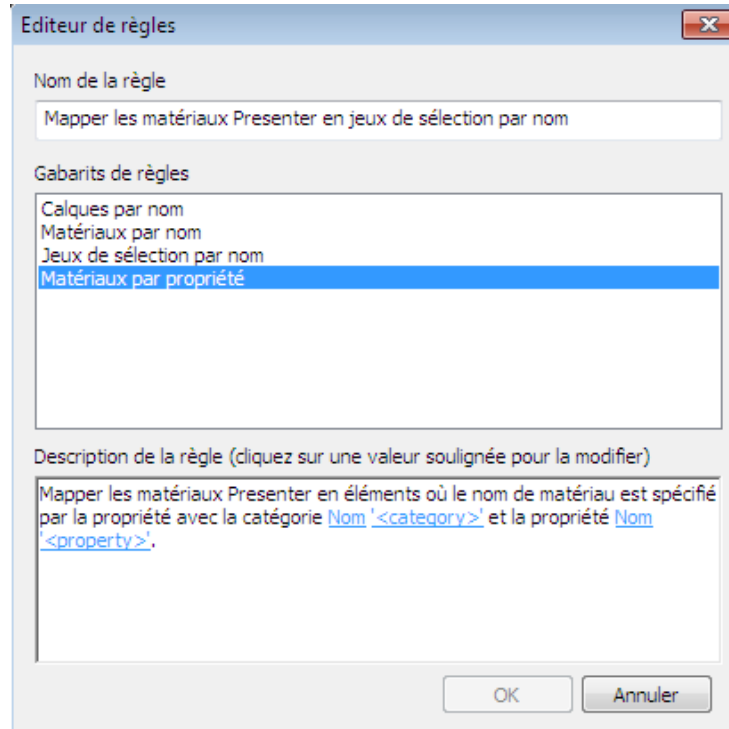 Editeur de règles
Nom de la règle
Mapper les matériaux Presenter en jeux de sélection par nom
Gabarits de règles
Calques par nom
Matériaux par nom
Jeux de sélection par nom
Matériaux par propriété
Description de la règle (cliquez sur une valeur soulignée pour la modifier)
Mapper les matériaux Presenter en éléments où le nom de matériau est spécifié
par la propriété avec la catégorie Nom '<category>' et la propriété Nom
'<property>'.
OK
Annuler